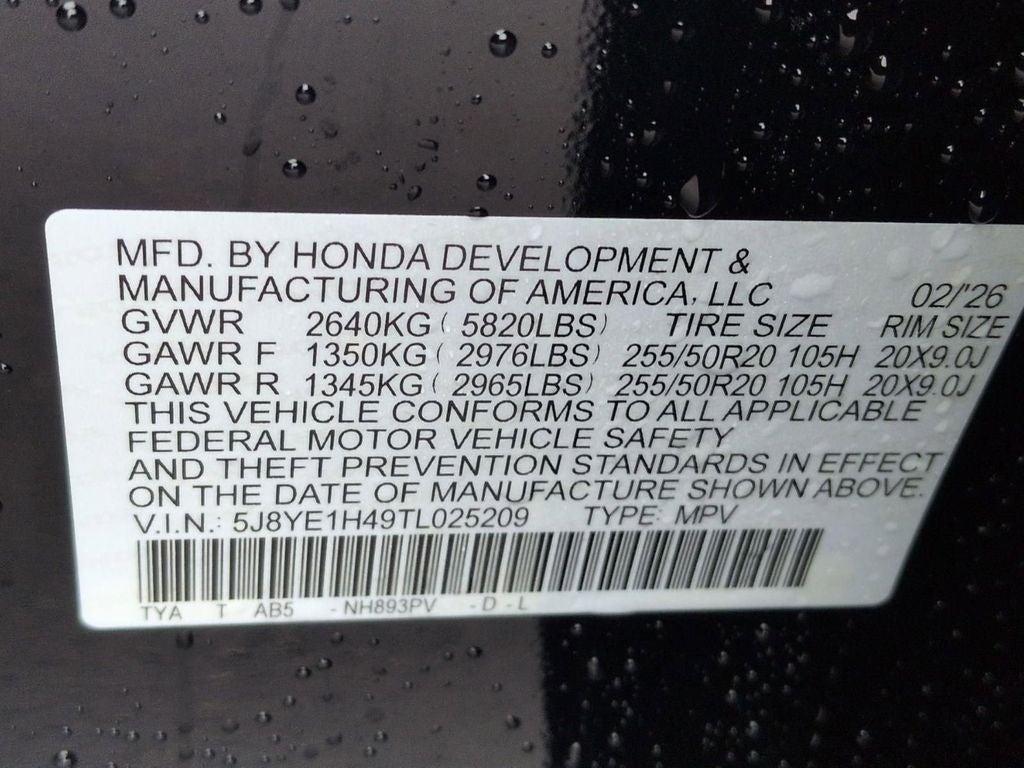 MFD. BY HONDA DEVELOPMENT &
MANUFACTURING OF AMERICA, LLC 02/'26
GVWR 2640KG ( 5820LBS) TIRE SIZE RIM SIZE
GAWR F 1350KG ( 2976LBS) 255/50R20 105H 20X9.0J
GAWR R 1345KG ( 2965LBS) 255/50R20 105H 20X9.0J
THIS VEHICLE CONFORMS TO ALL APPLICABLE
FEDERAL MOTOR VEHICLE SAFETY
AND THEFT PREVENTION STANDARDS IN EFFECT
ON THE DATE OF MANUFACTURE SHOWN ABOVE.
V.I.N.: 5J8YE1H49TL025209 TYPE: MPV
TYA T AB5 -NH893PV -D-L